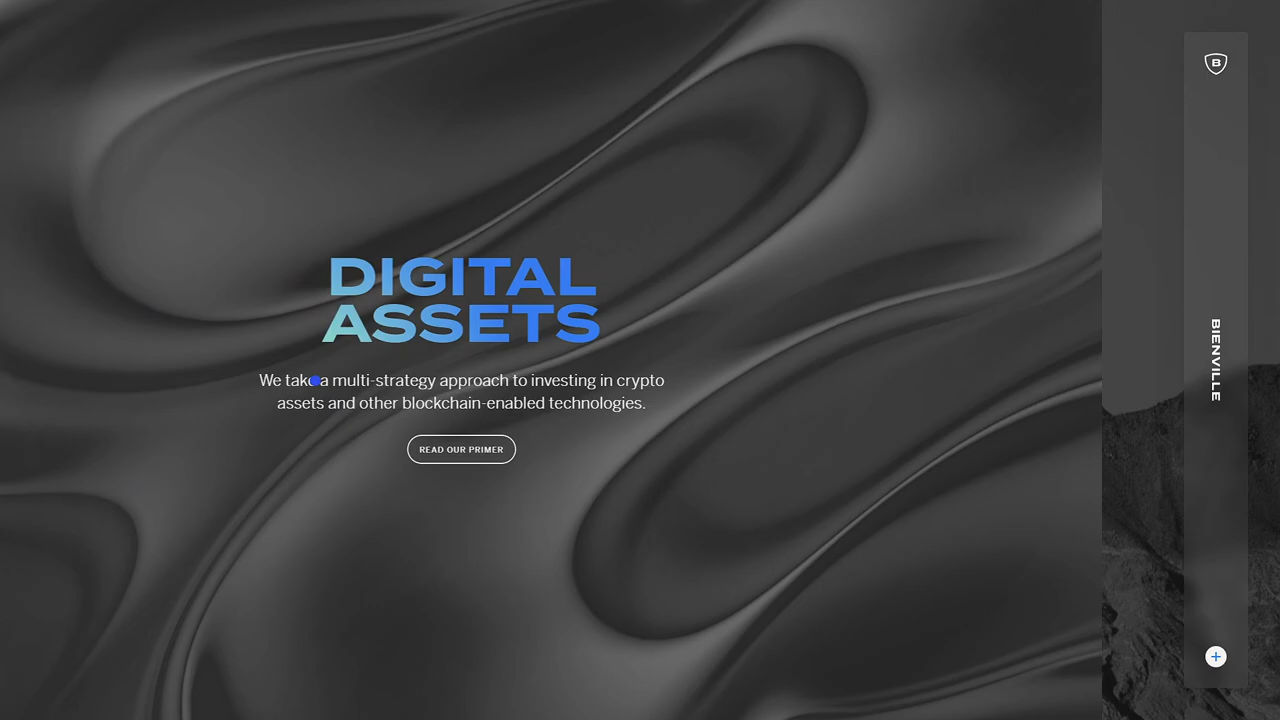 DIGITAL
ASSETS
We take a multi-strategy approach to investing in crypto
assets and other blockchain-enabled technologies.
READ OUR PRIMER
B
BIENVILLE